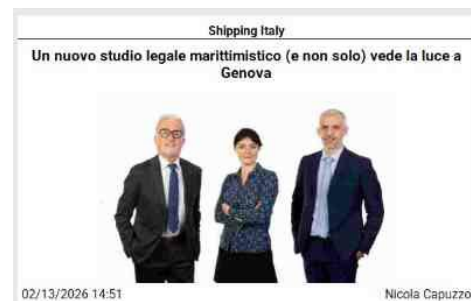 Shipping Italy
Un nuovo studio legale marittimistico (e non solo) vede la luce a
Genova
02/13/2026 14:51
Nicola Capuzzo